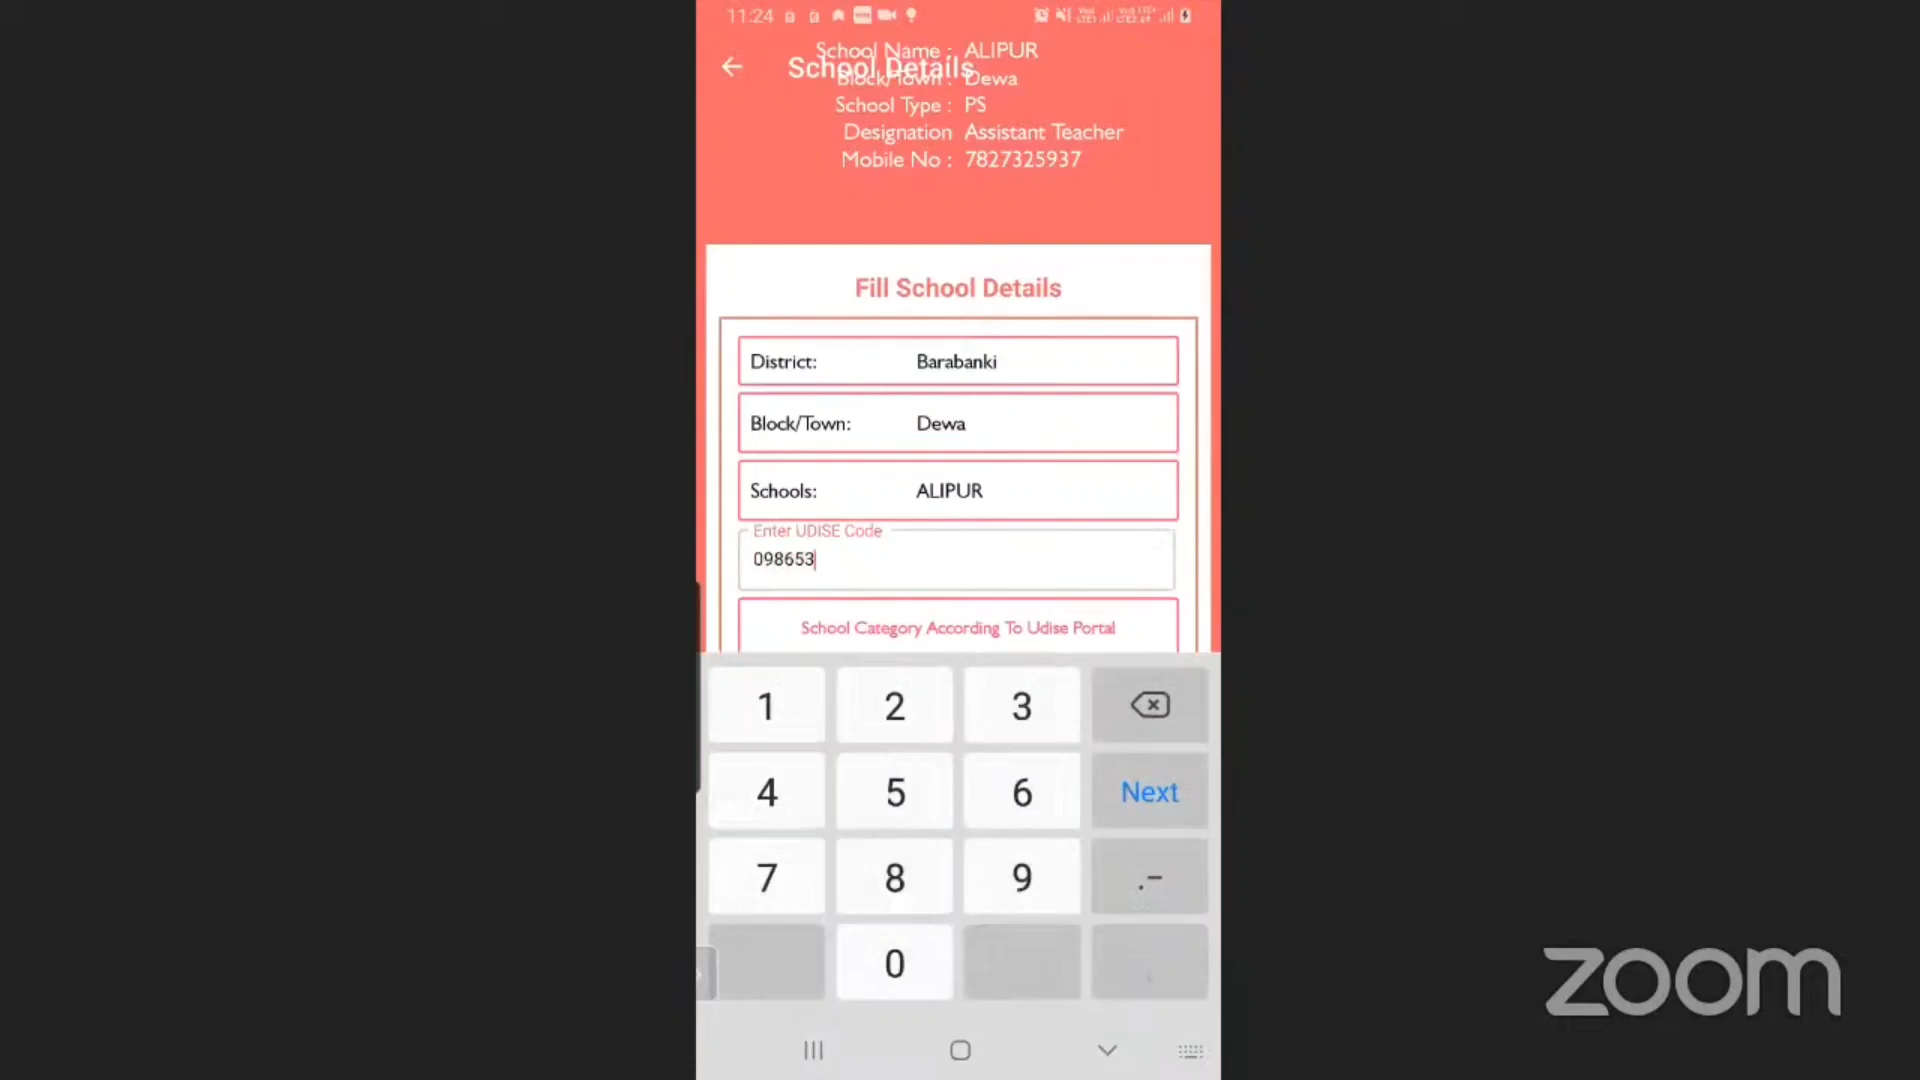 11:24
School Name : ALIPUR
School Details
Block/Town : Dewa
School Type : PS
Designation Assistant Teacher
Mobile No : 7827325937
Fill School Details
District: Barabanki
Block/Town: Dewa
Schools: ALIPUR
Enter UDISE Code
098653
School Category According To Udise Portal
1 2 3
4 5 6 Next
7 8 9 .-
0 ,
zoom